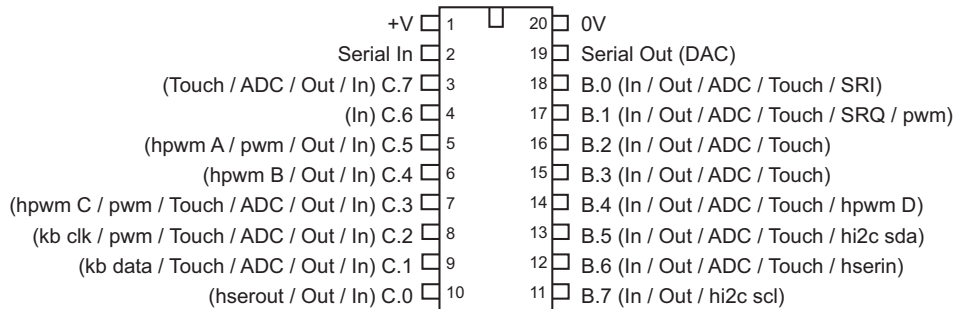 +V 1 20 0V
Serial In 2 19 Serial Out (DAC)
(Touch / ADC / Out / In) C.7 3 18 B.0 (In / Out / ADC / Touch / SRI)
(In) C.6 4 17 B.1 (In / Out / ADC / Touch / SRQ / pwm)
(hpwm A / pwm / Out / In) C.5 5 16 B.2 (In / Out / ADC / Touch)
(hpwm B / Out / In) C.4 6 15 B.3 (In / Out / ADC / Touch)
(hpwm C / pwm / Touch / ADC / Out / In) C.3 7 14 B.4 (In / Out / ADC / Touch / hpwm D)
(kb clk / pwm / Touch / ADC / Out / In) C.2 8 13 B.5 (In / Out / ADC / Touch / hi2c sda)
(kb data / Touch / ADC / Out / In) C.1 9 12 B.6 (In / Out / ADC / Touch / hserin)
(hserout / Out / In) C.0 10 11 B.7 (In / Out / hi2c scl)